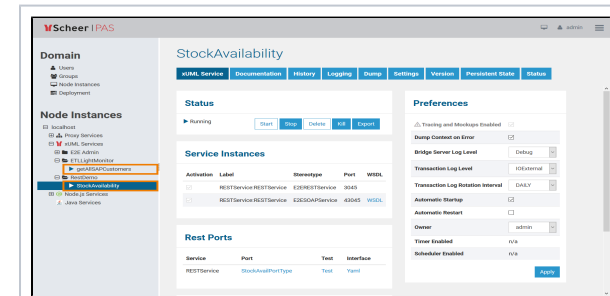 Scheer PAS
admin
Domain
Users
Groups
Node Instances
Deployment
Node Instances
localhost
Proxy Services
xUML Services
E2E Admin
ETLLightMonitor
getAllSAPCustomers
RestDemo
StockAvailability
Node.js Services
Java Services
StockAvailability
xUML Service Documentation History Logging Dump Settings Version Persistent State Status
Status
Running Start Stop Delete Kill Export
Service Instances
Activation Label Stereotype Port WSDL
RESTService:RESTService E2ERESTService 3045
RESTService:RESTService E2ESOAPService 43045 WSDL
Rest Ports
Service Port Test Interface
RESTService StockAvailPortType Test Yaml
Preferences
Tracing and Mockups Enabled
Dump Context on Error
Bridge Server Log Level Debug
Transaction Log Level IOExternal
Transaction Log Rotation Interval DAILY
Automatic Startup
Automatic Restart
Owner admin
Timer Enabled n/a
Scheduler Enabled n/a
Apply